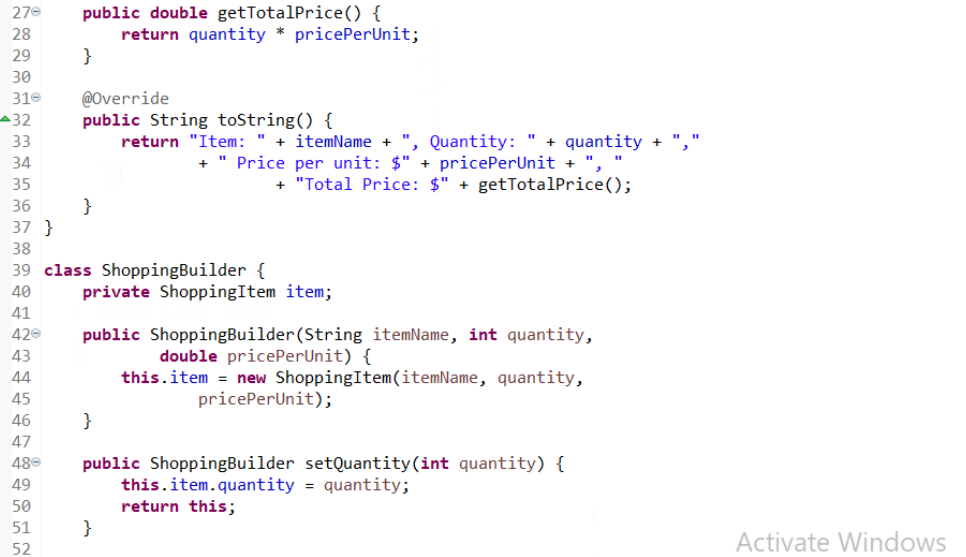 27 public double getTotalPrice() {
28 return quantity * pricePerUnit;
29 }
30
31 @Override
32 public String toString() {
33 return "Item: " + itemName + ", Quantity: " + quantity + ","
34 + " Price per unit: $" + pricePerUnit + ", "
35 + "Total Price: $" + getTotalPrice();
36 }
37 }
38
39 class ShoppingBuilder {
40 private ShoppingItem item;
41
42 public ShoppingBuilder(String itemName, int quantity,
43 double pricePerUnit) {
44 this.item = new ShoppingItem(itemName, quantity,
45 pricePerUnit);
46 }
47
48 public ShoppingBuilder setQuantity(int quantity) {
49 this.item.quantity = quantity;
50 return this;
51 }
52
Activate Windows